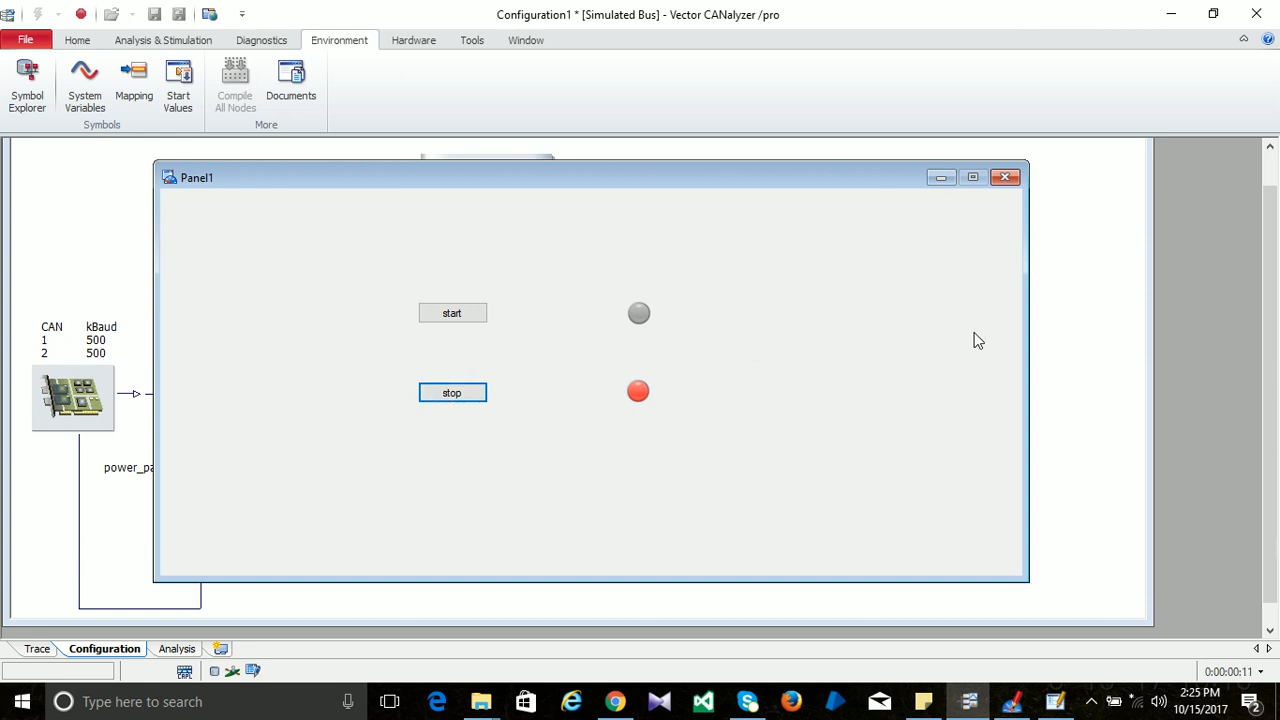 Configuration1 * [Simulated Bus] - Vector CANalyzer /pro
File Home Analysis & Stimulation Diagnostics Environment Hardware Tools Window
Symbol Explorer
System Variables
Mapping
Start Values
Compile All Nodes
Documents
Symbols
More
Panel1
start
stop
CAN kBaud
1 500
2 500
power_pa
Trace Configuration Analysis
CAPL
0:00:00:11
Type here to search
2:25 PM
10/15/2017
2